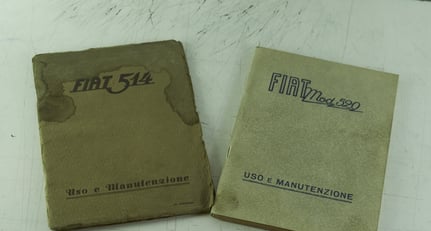 FIAT 514
Uso e Manutenzione
FIAT Mod. 520
USO E MANUTENZIONE